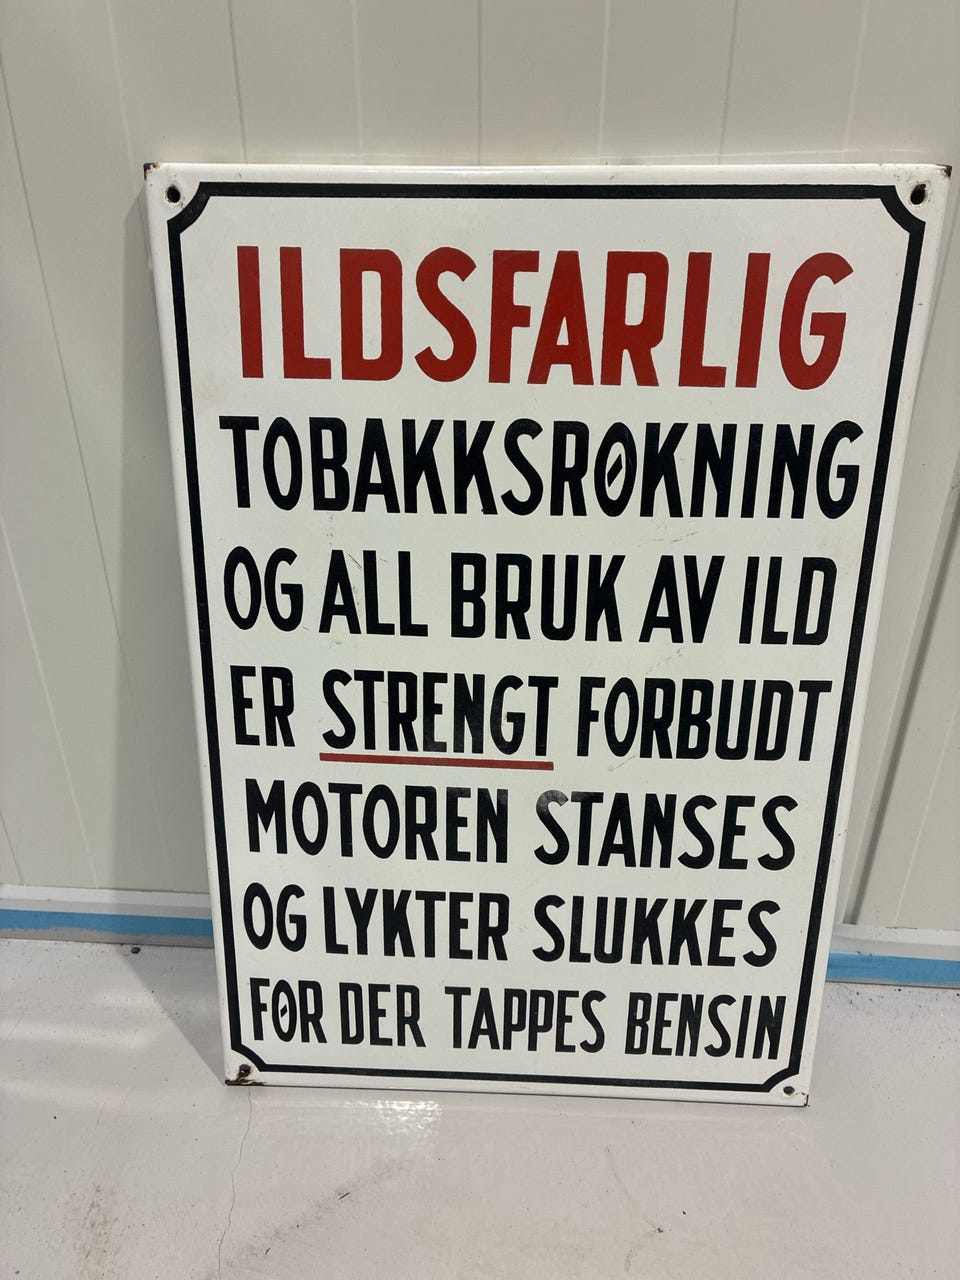 ILDSFARLIG
TOBAKKSRØKNING
OG ALL BRUK AV ILD
ER STRENGT FORBUDT
MOTOREN STANSES
OG LYKTER SLUKKES
FØR DER TAPPES BENSIN